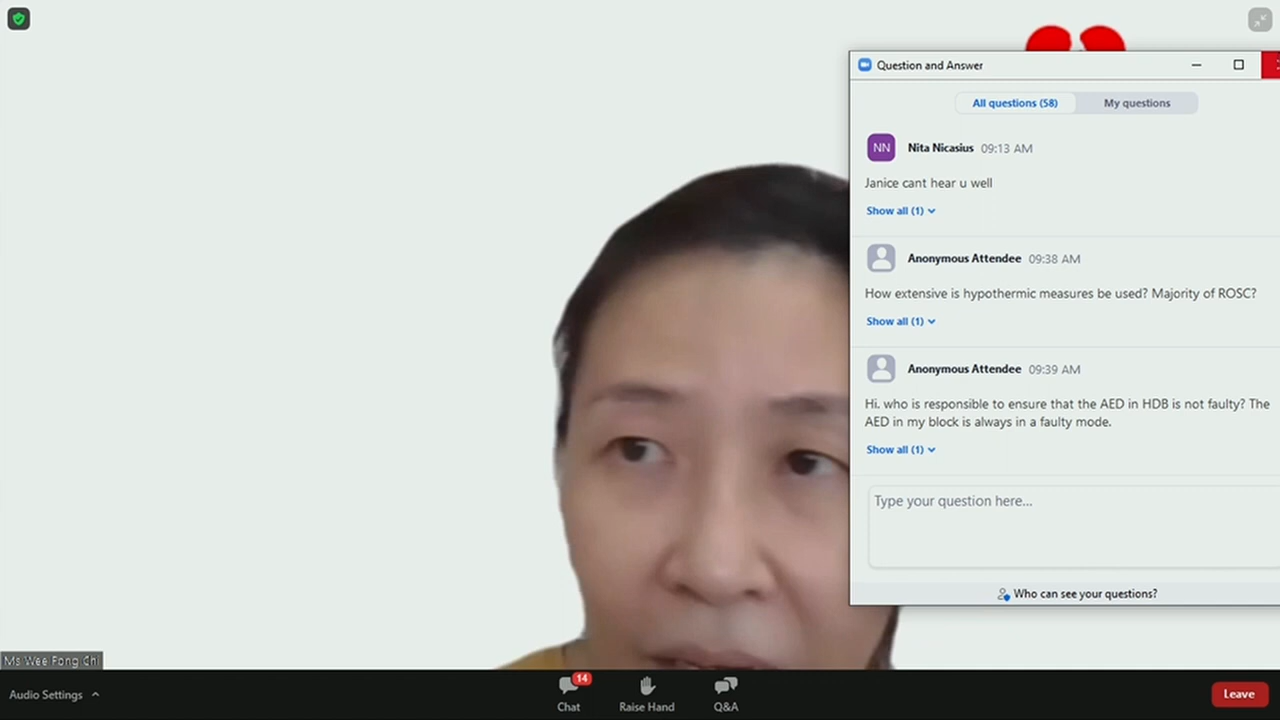 Question and Answer
All questions (58)
My questions
NN
Nita Nicasius 09:13 AM
Janice cant hear u well
Show all (1)
Anonymous Attendee 09:38 AM
How extensive is hypothermic measures be used? Majority of ROSC?
Show all (1)
Anonymous Attendee 09:39 AM
Hi. who is responsible to ensure that the AED in HDB is not faulty? The
AED in my block is always in a faulty mode.
Show all (1)
Type your question here...
Who can see your questions?
Ms Wee Fong Chi
Audio Settings
14
Chat
Raise Hand
Q&A
Leave